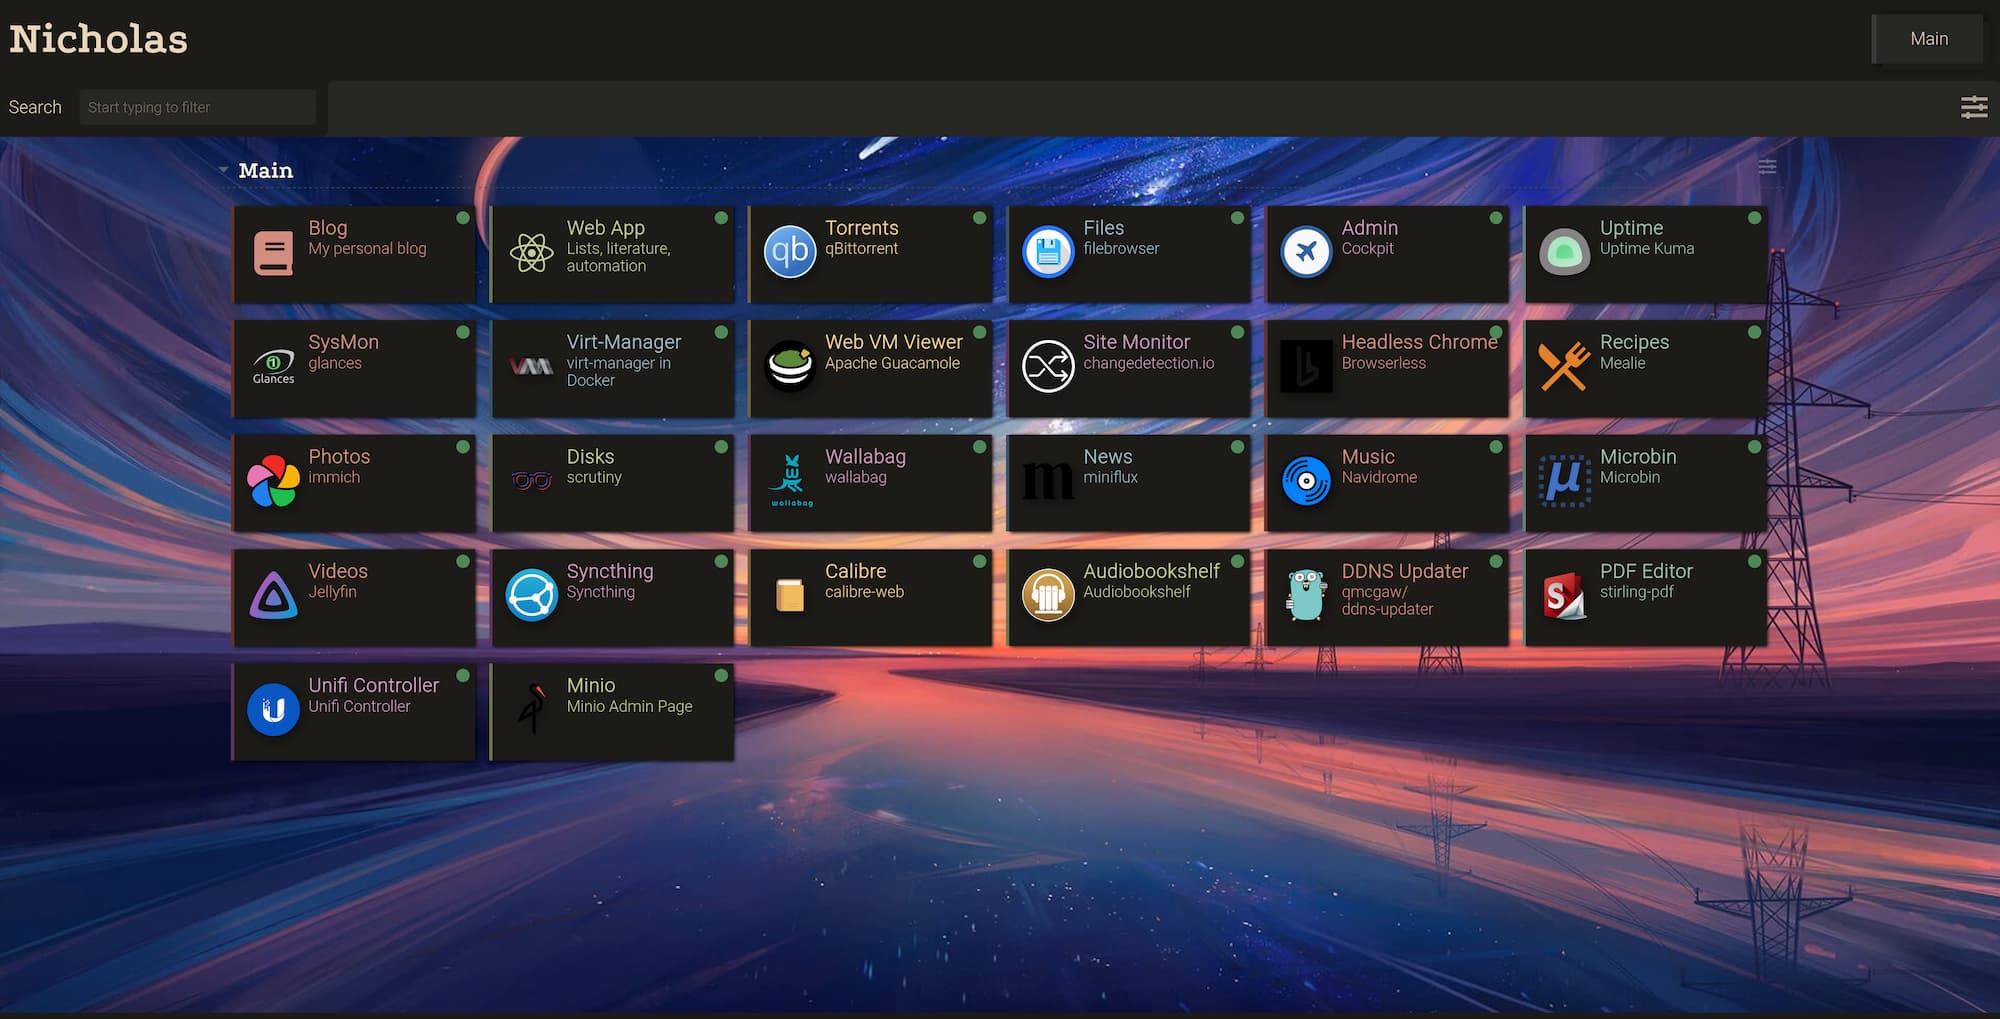 Nicholas
Main
Search
Start typing to filter
Main
Blog
My personal blog
Web App
Lists, literature,
automation
qb
Torrents
qBittorrent
Files
filebrowser
Admin
Cockpit
Uptime
Uptime Kuma
Glances
SysMon
glances
VMM
Virt-Manager
virt-manager in
Docker
Web VM Viewer
Apache Guacamole
Site Monitor
changedetection.io
b
Headless Chrome
Browserless
Recipes
Mealie
Photos
immich
Disks
scrutiny
wallabag
Wallabag
wallabag
m
News
miniflux
Music
Navidrome
μ
Microbin
Microbin
Videos
Jellyfin
Syncthing
Syncthing
Calibre
calibre-web
Audiobookshelf
Audiobookshelf
DDNS Updater
qmcgaw/
ddns-updater
S
PDF Editor
stirling-pdf
U
Unifi Controller
Unifi Controller
Minio
Minio Admin Page